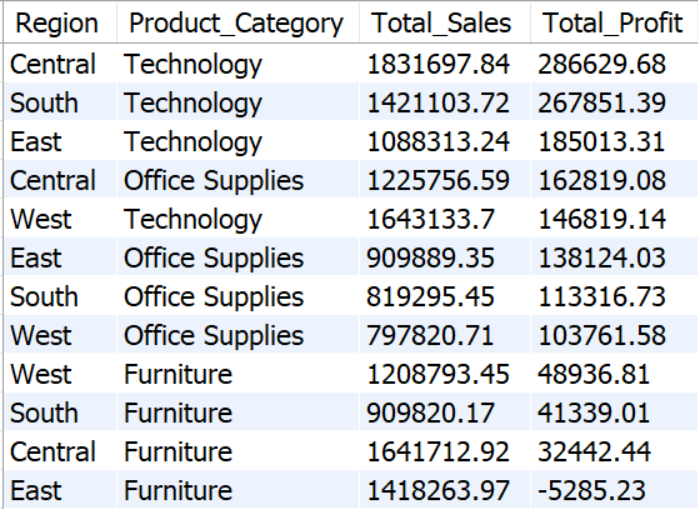 Region Product_Category Total_Sales Total_Profit
Central Technology 1831697.84 286629.68
South Technology 1421103.72 267851.39
East Technology 1088313.24 185013.31
Central Office Supplies 1225756.59 162819.08
West Technology 1643133.7 146819.14
East Office Supplies 909889.35 138124.03
South Office Supplies 819295.45 113316.73
West Office Supplies 797820.71 103761.58
West Furniture 1208793.45 48936.81
South Furniture 909820.17 41339.01
Central Furniture 1641712.92 32442.44
East Furniture 1418263.97 -5285.23